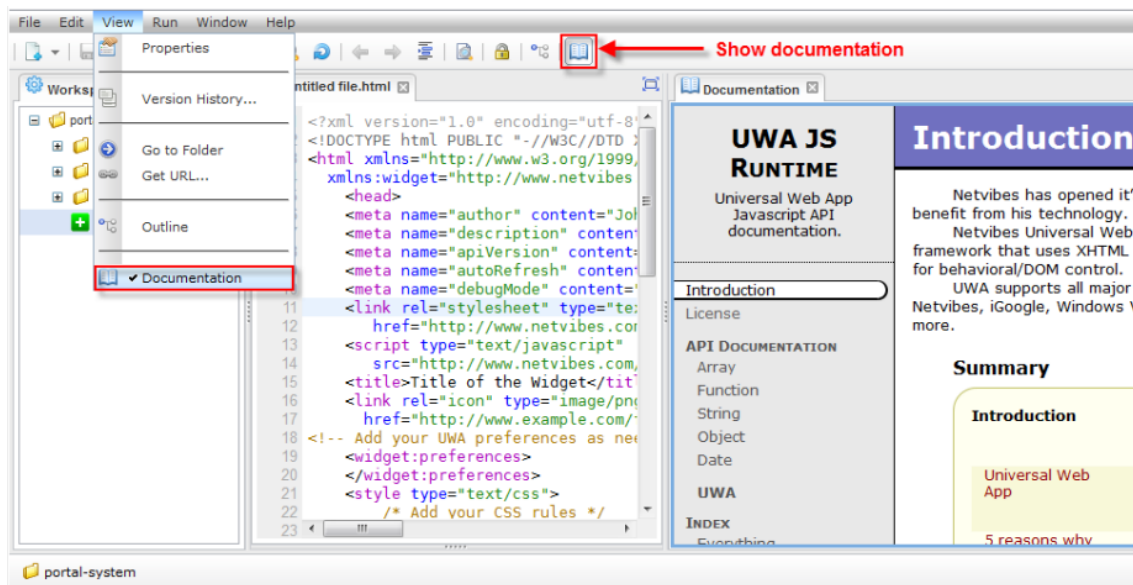 File Edit View Run Window Help
Show documentation
Properties
Version History...
Go to Folder
Get URL...
Outline
✔ Documentation
Worksp
port
ntitled file.html
<?xml version="1.0" encoding="utf-8"
<!DOCTYPE html PUBLIC "-//W3C//DTD
<html xmlns="http://www.w3.org/1999/
xmlns:widget="http://www.netvibes
<head>
<meta name="author" content="Joh
<meta name="description" content
<meta name="apiVersion" content=
<meta name="autoRefresh" content
<meta name="debugMode" content="
11 <link rel="stylesheet" type="te
12 href="http://www.netvibes.com
13 <script type="text/javascript"
14 src="http://www.netvibes.com/
15 <title>Title of the Widget</titl
16 <link rel="icon" type="image/png
17 href="http://www.example.com/
18 <!-- Add your UWA preferences as nee
19 <widget:preferences>
20 </widget:preferences>
21 <style type="text/css">
22 /* Add your CSS rules */
23
Documentation
UWA JS
RUNTIME
Universal Web App
Javascript API
documentation.
Introduction
License
API DOCUMENTATION
Array
Function
String
Object
Date
UWA
INDEX
Everything
Introduction
Netvibes has opened it'
benefit from his technology.
Netvibes Universal Web
framework that uses XHTML
for behavioral/DOM control.
UWA supports all major
Netvibes, iGoogle, Windows V
more.
Summary
Introduction
Universal Web
App
5 reasons why
portal-system